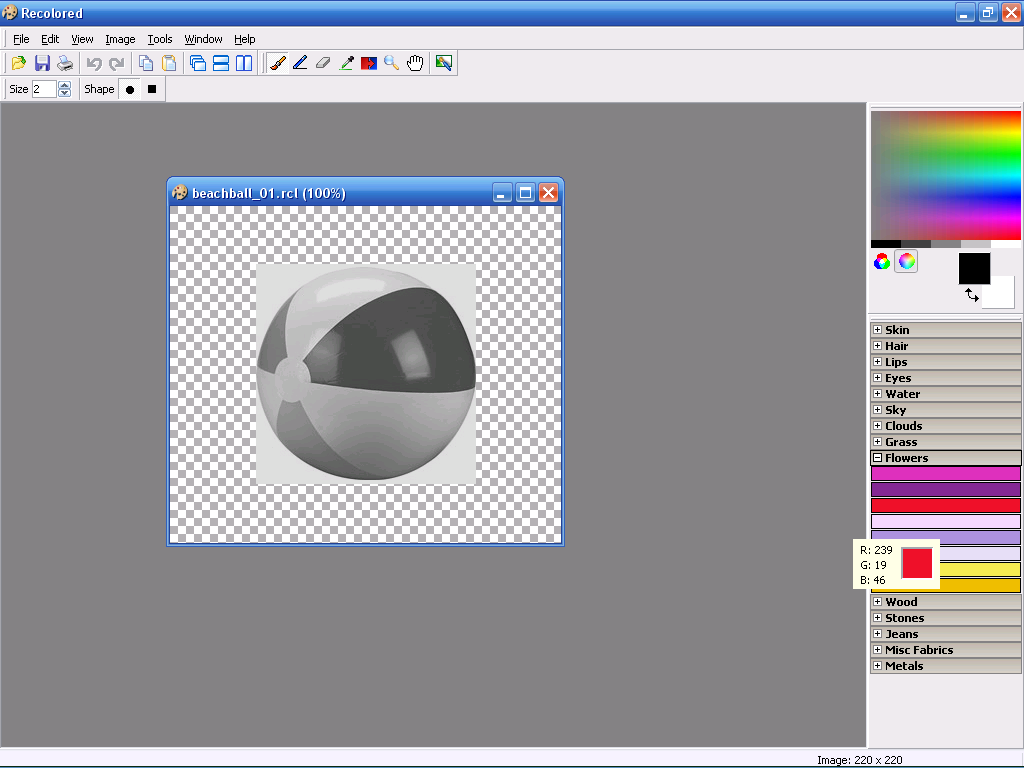 Recolored
File Edit View Image Tools Window Help
Size 2 Shape
beachball_01.rcl (100%)
Skin
Hair
Lips
Eyes
Water
Sky
Clouds
Grass
Flowers
R: 239
G: 19
B: 46
Wood
Stones
Jeans
Misc Fabrics
Metals
Image: 220 x 220